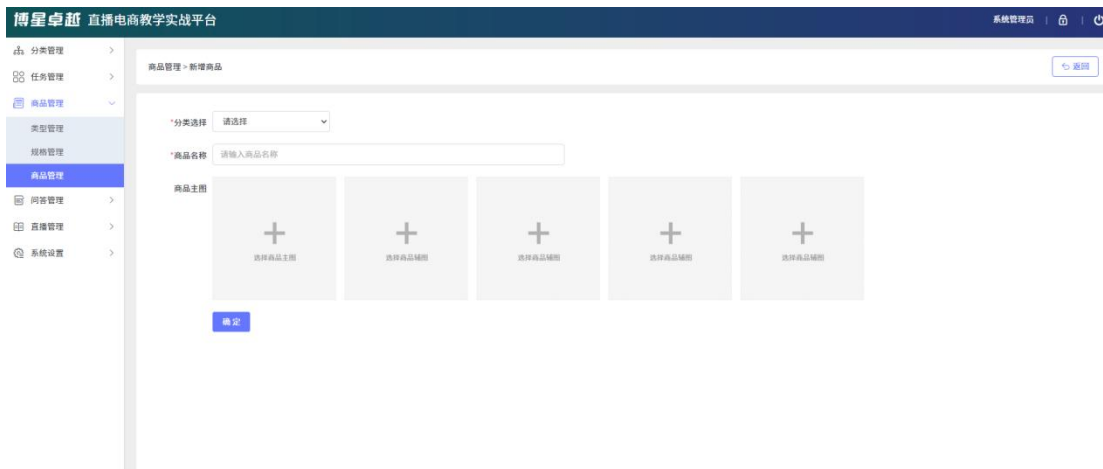 博星卓越 直播电商教学实战平台
系统管理员
分类管理
任务管理
商品管理
类型管理
规格管理
商品管理
问答管理
直播管理
系统设置
商品管理 > 新增商品
返回
*分类选择 请选择
*商品名称 请输入商品名称
商品主图
选择商品主图 选择商品辅图 选择商品辅图 选择商品辅图 选择商品辅图
确定